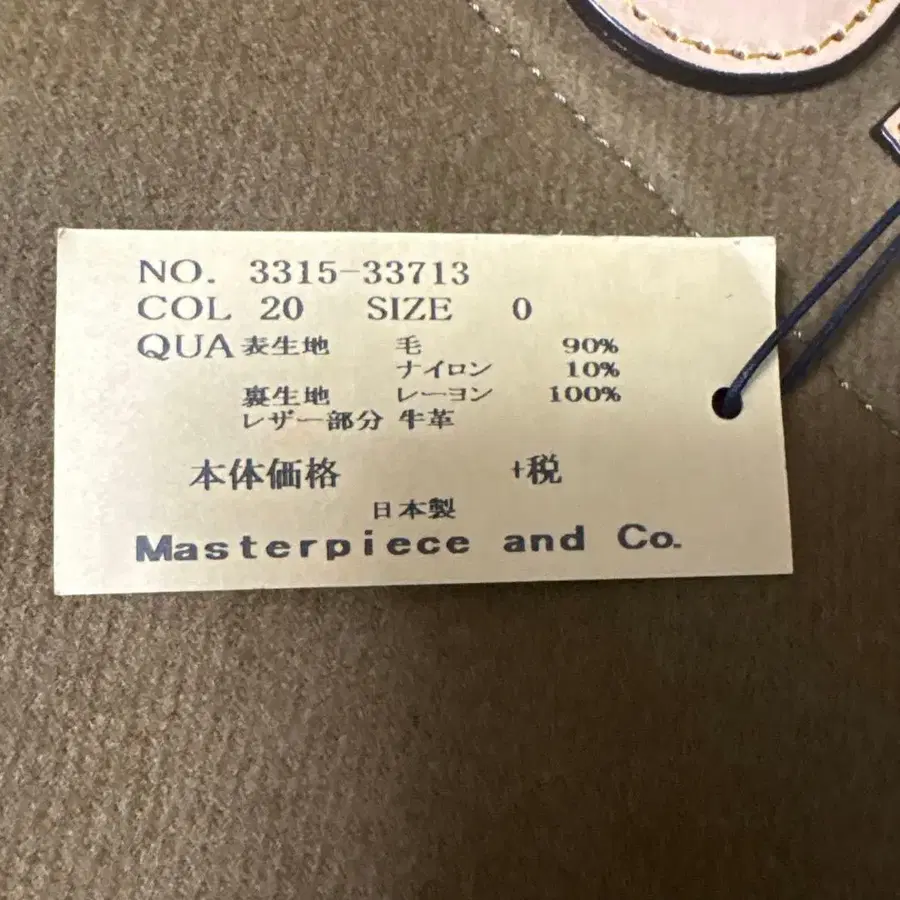 NO. 3315-33713
COL 20 SIZE 0
QUA 表生地 毛 90%
ナイロン 10%
裏生地 レーヨン 100%
レザー部分 牛革
本体価格 +税
日本製
Masterpiece and Co.